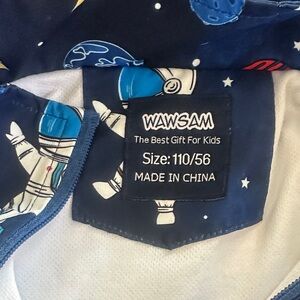 WAWSAM
The Best Gift For Kids
Size: 110/56
MADE IN CHINA